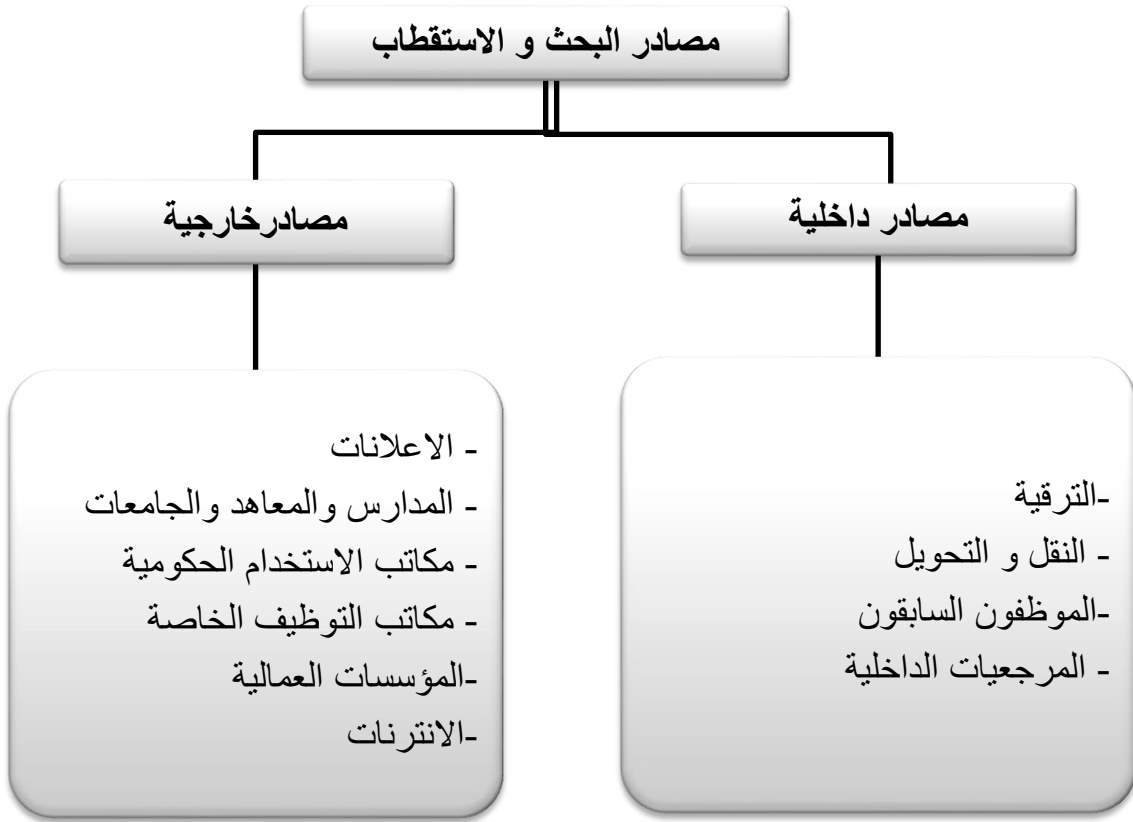 مصادر البحث و الاستقطاب
مصادر داخلية
-الترقية
- النقل و التحويل
-الموظفون السابقون
- المرجعيات الداخلية
مصادرخارجية
- الاعلانات
- المدارس والمعاهد والجامعات
- مكاتب الاستخدام الحكومية
- مكاتب التوظيف الخاصة
-المؤسسات العمالية
-الانترنات